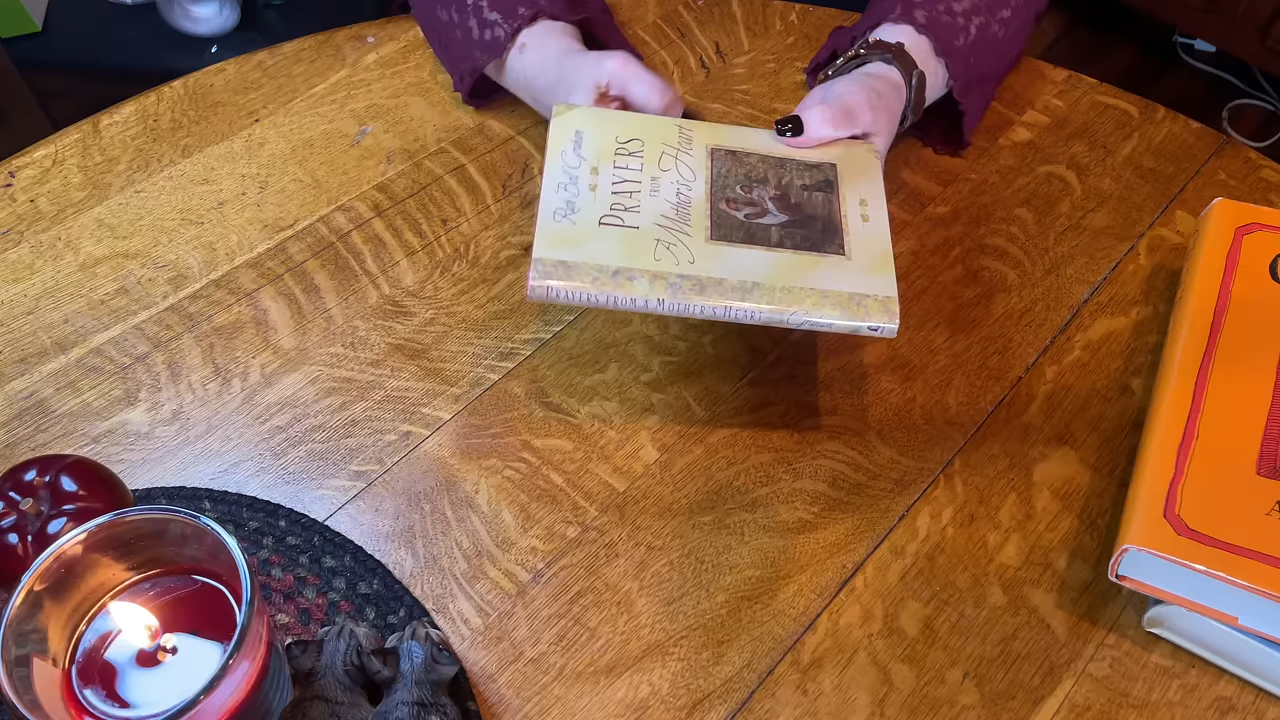 Ruth Bell Graham
PRAYERS
FROM
A Mother's Heart
PRAYERS FROM A MOTHER'S HEART
Graham